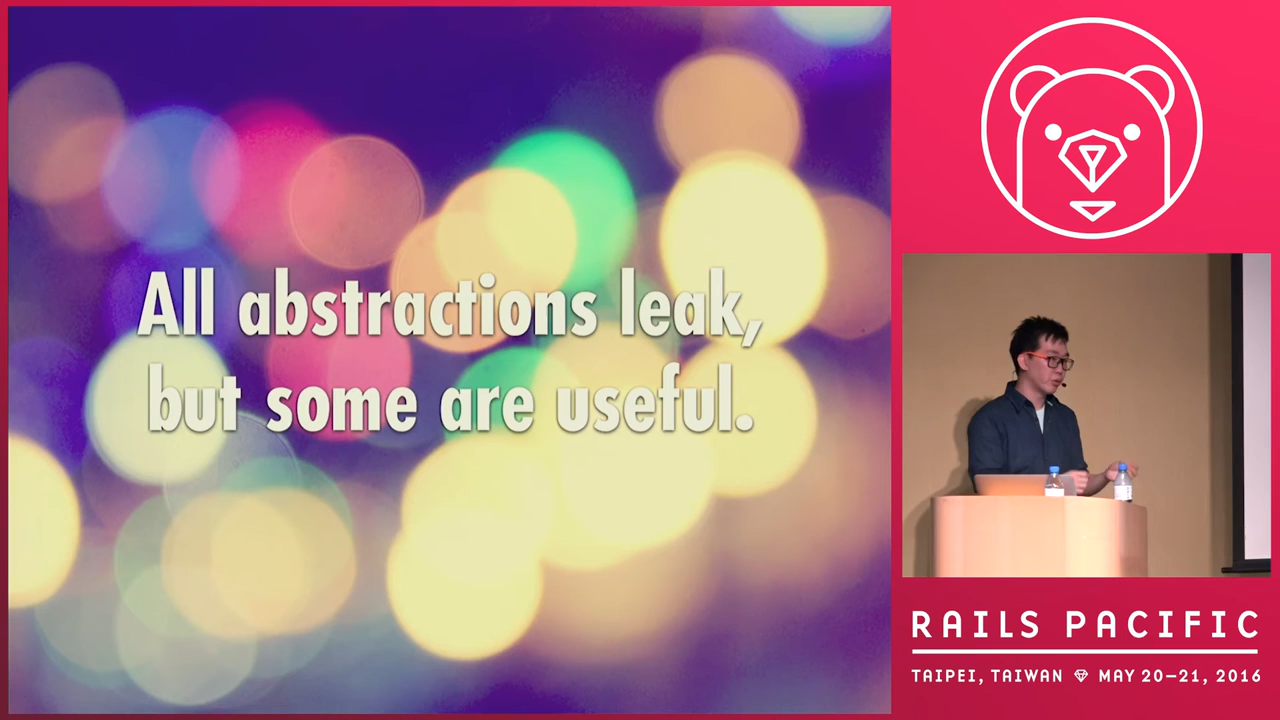 All abstractions leak,
but some are useful.
RAILS PACIFIC
TAIPEI, TAIWAN MAY 20–21, 2016